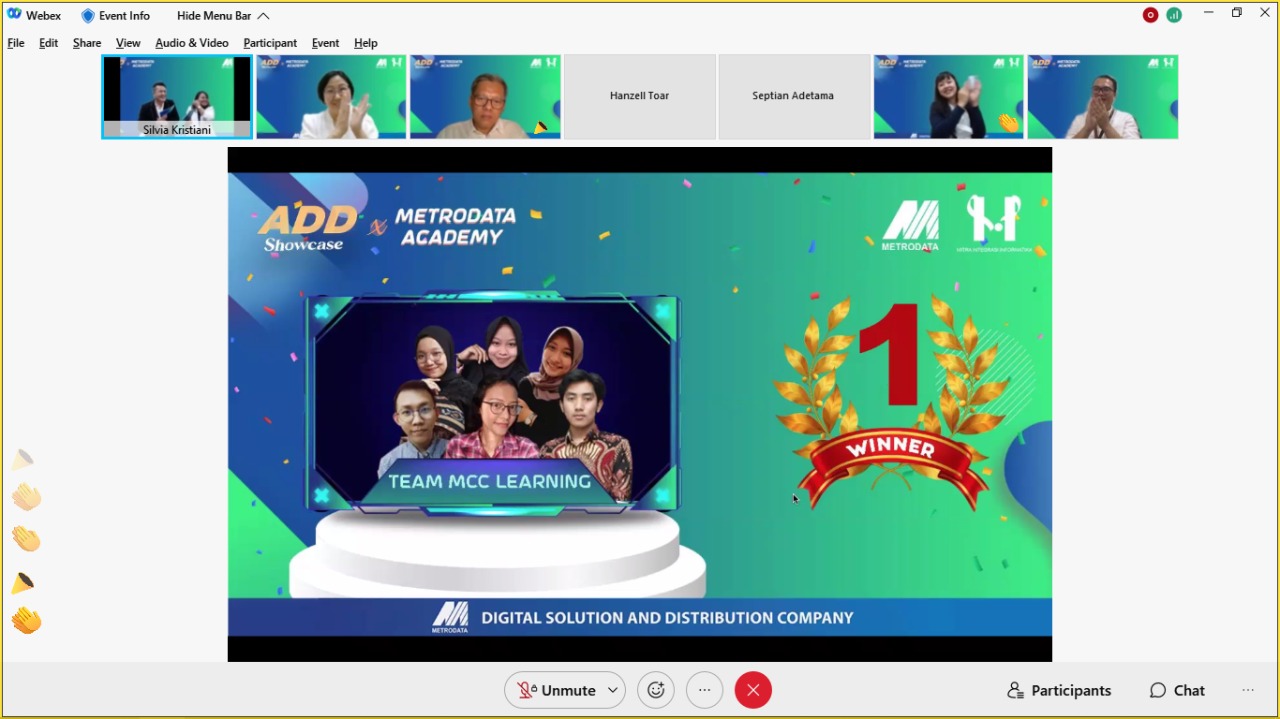 Webex
Event Info
Hide Menu Bar
File Edit Share View Audio & Video Participant Event Help
Silvia Kristiani
Hanzell Toar
Septian Adetama
ADD
Showcase
X
METRODATA
ACADEMY
METRODATA
MITRA INTEGRASI INFORMATIKA
1
WINNER
TEAM MCC LEARNING
METRODATA
DIGITAL SOLUTION AND DISTRIBUTION COMPANY
Unmute
Participants
Chat